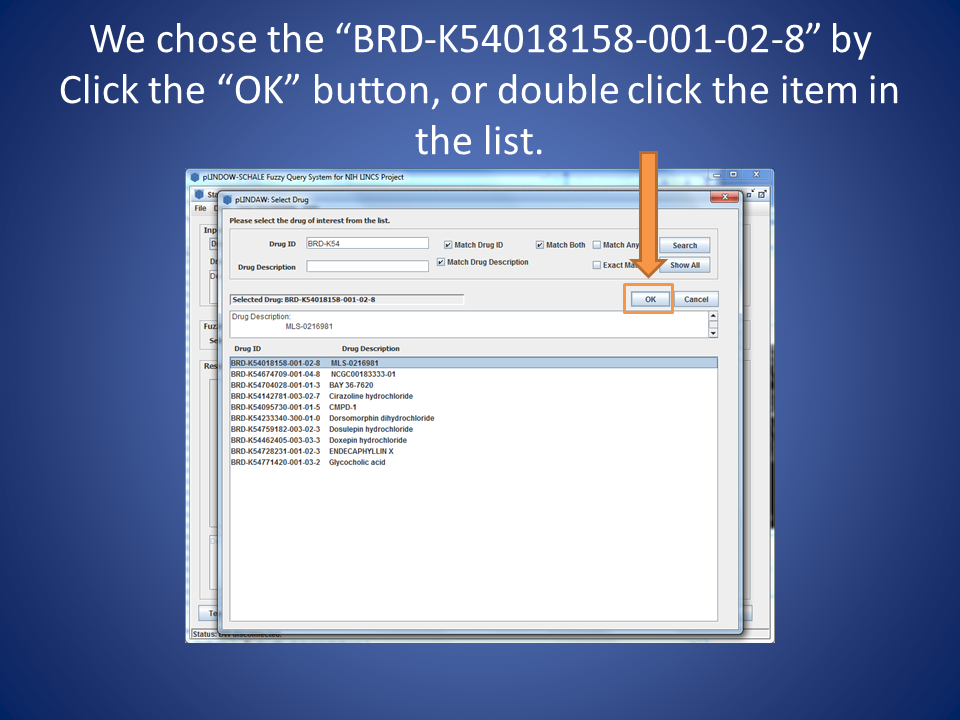 We chose the “BRD-K54018158-001-02-8” by
Click the “OK” button, or double click the item in
the list.
pLINDOW-SCHALE Fuzzy Query System for NIH LINCS Project
pLINDAW: Select Drug
File
Please select the drug of interest from the list.
Drug ID BRD-K54 Match Drug ID Match Both Match Any Search
Drug Description Match Drug Description Show All
Selected Drug: BRD-K54018158-001-02-8 OK Cancel
Drug Description:
MLS-0216981
Drug ID Drug Description
BRD-K54018158-001-02-8 MLS-0216981
BRD-K54674709-001-04-8 NCGC00183333-01
BRD-K54704028-001-01-3 BAY 36-7620
BRD-K54142781-003-02-7 Cirazoline hydrochloride
BRD-K54095730-001-01-5 CMPD-1
BRD-K54233340-300-01-0 Dorsomorphin dihydrochloride
BRD-K54759182-003-02-3 Dosulepin hydrochloride
BRD-K54462405-003-03-3 Doxepin hydrochloride
BRD-K54728231-001-02-3 ENDECAPHYLLIN X
BRD-K54771420-001-03-2 Glycocholic acid
Status: